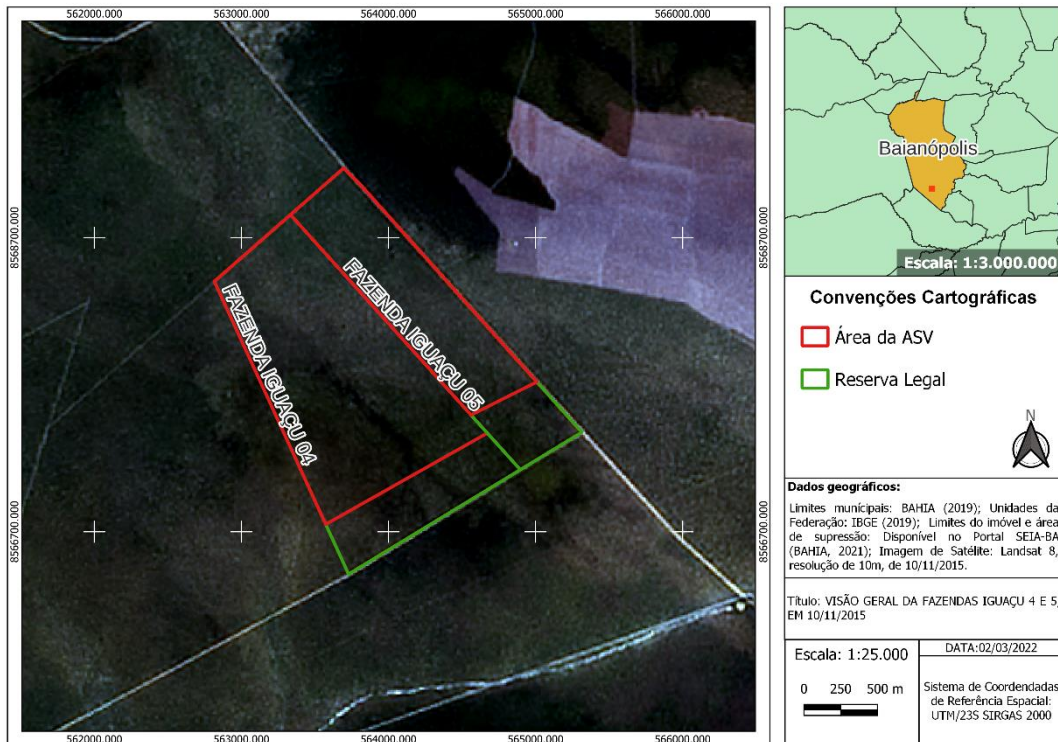 562000.000 563000.000 564000.000 565000.000 566000.000
8568700.000 8568700.000
8566700.000 8566700.000
FAZENDA IGUAÇU 05
FAZENDA IGUAÇU 04
562000.000 563000.000 564000.000 565000.000 566000.000
Baianópolis
Escala: 1:3.000.000
Convenções Cartográficas
Área da ASV
Reserva Legal
N
Dados geográficos:
Limites municipais: BAHIA (2019); Unidades da
Federação: IBGE (2019); Limites do imóvel e área
de supressão: Disponível no Portal SEIA-BA
(BAHIA, 2021); Imagem de Satélite: Landsat 8,
resolução de 10m, de 10/11/2015.
Título: VISÃO GERAL DA FAZENDAS IGUAÇU 4 E 5,
EM 10/11/2015
Escala: 1:25.000
0 250 500 m
DATA:02/03/2022
Sistema de Coordendadas
de Referência Espacial:
UTM/23S SIRGAS 2000